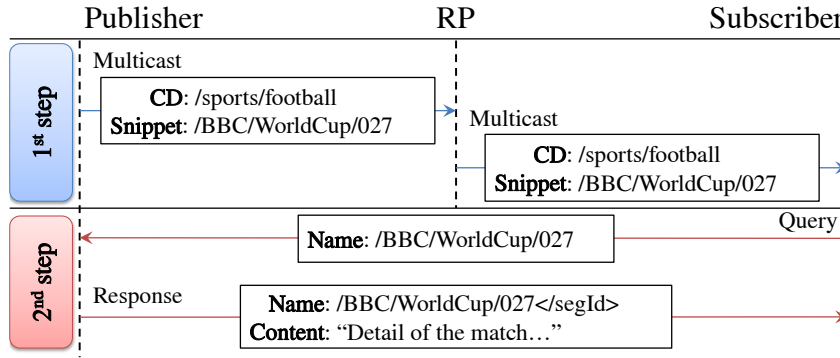 Publisher RP Subscriber
1st step
Multicast
CD: /sports/football
Snippet: /BBC/WorldCup/027
Multicast
CD: /sports/football
Snippet: /BBC/WorldCup/027
2nd step
Query
Name: /BBC/WorldCup/027
Response
Name: /BBC/WorldCup/027</segId>
Content: “Detail of the match…”